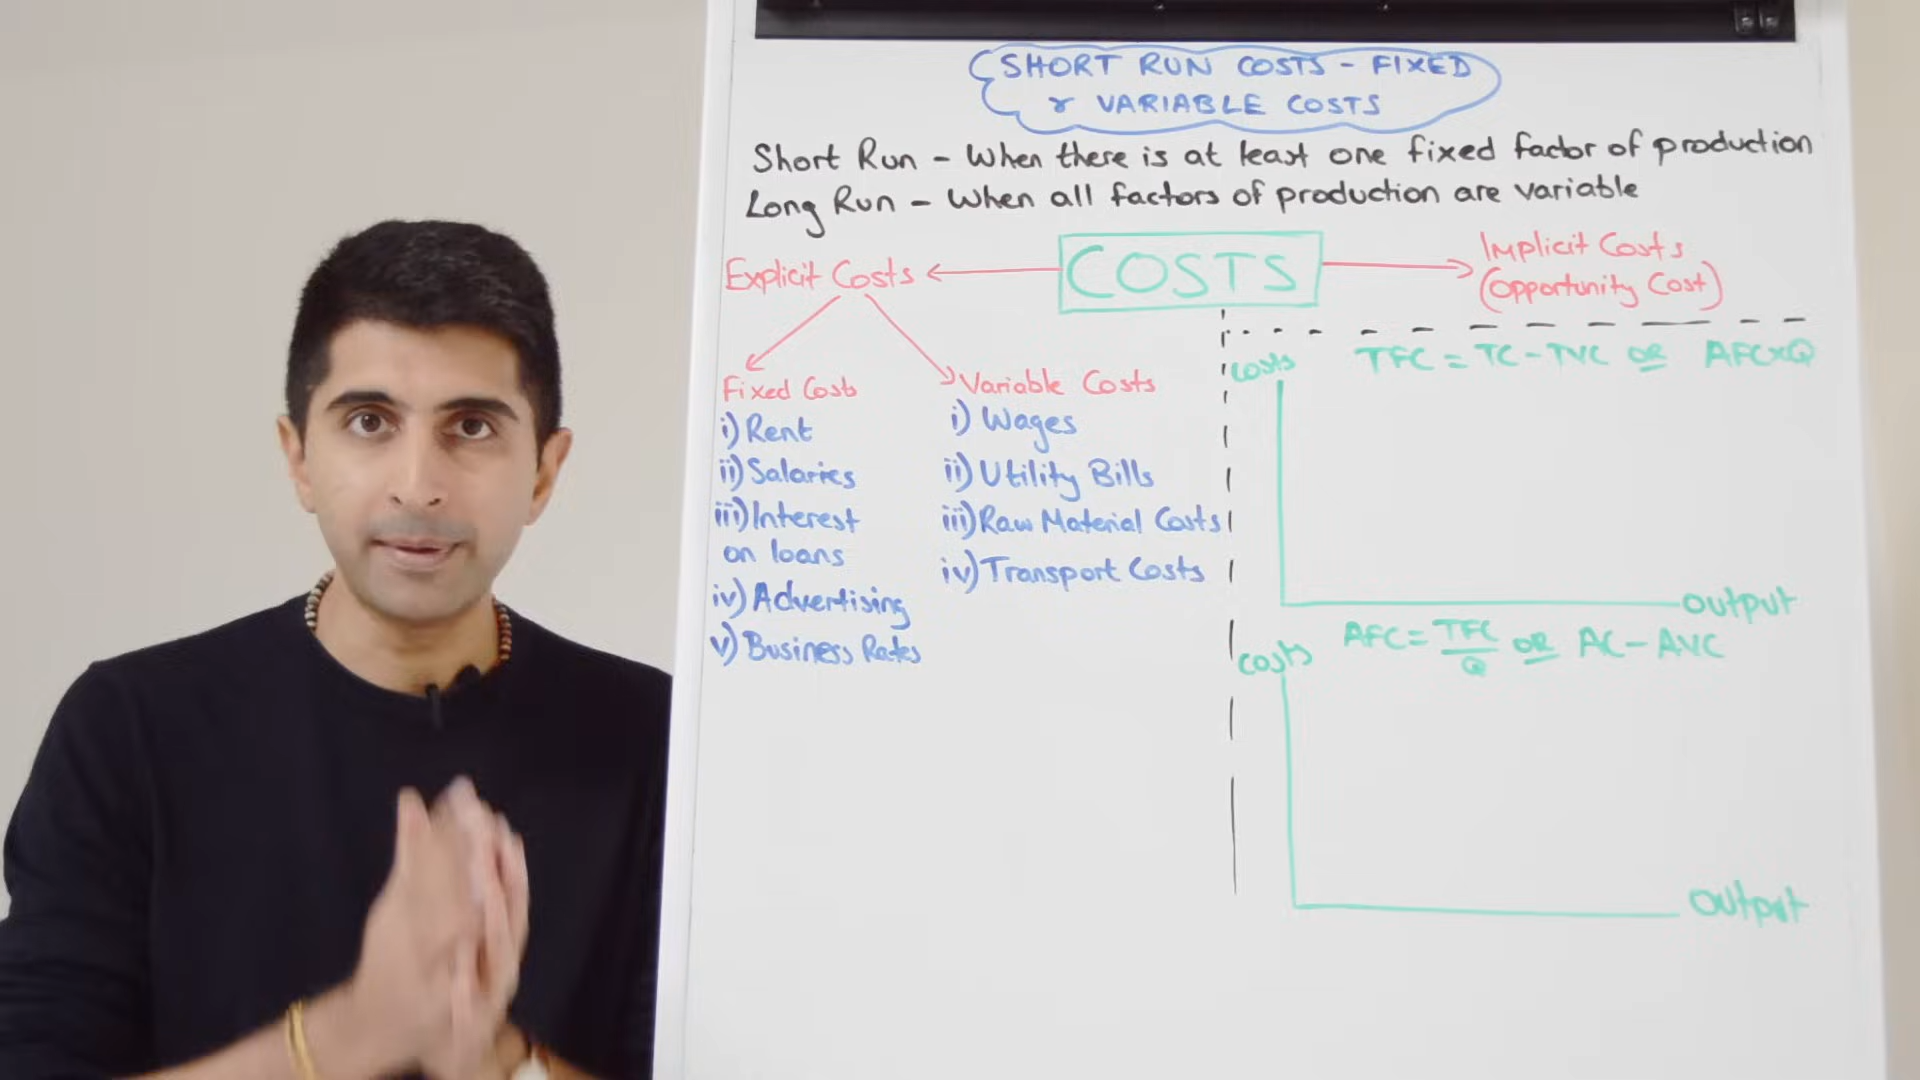 SHORT RUN COSTS - FIXED
& VARIABLE COSTS
Short Run - When there is at least one fixed factor of production
Long Run - When all factors of production are variable
COSTS
Explicit Costs
Implicit Costs
(Opportunity Cost)
Fixed Costs
i) Rent
ii) Salaries
iii) Interest
on loans
iv) Advertising
v) Business Rates
Variable Costs
i) Wages
ii) Utility Bills
iii) Raw Material Costs
iv) Transport Costs
Costs
TFC = TC - TVC OR AFC×Q
Output
Costs
AFC = TFC/Q OR AC - AVC
Output